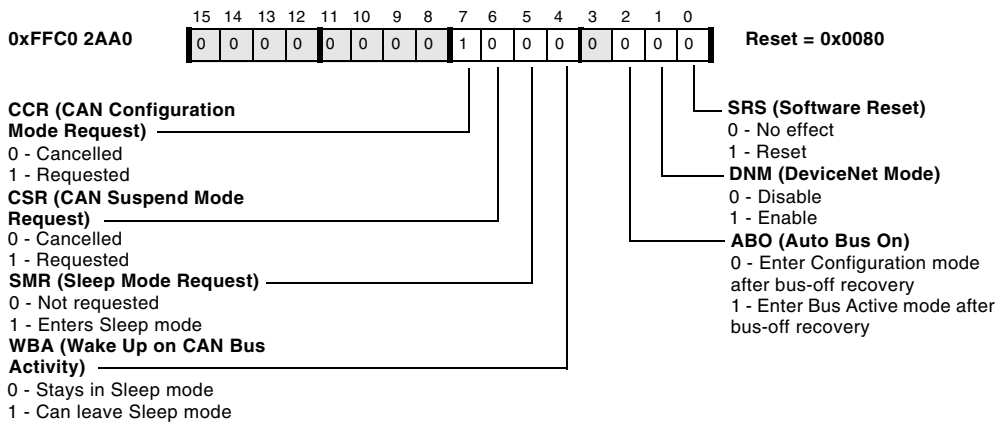 15 14 13 12 11 10 9 8 7 6 5 4 3 2 1 0
0xFFC0 2AA0 0 0 0 0 0 0 0 0 1 0 0 0 0 0 0 0 Reset = 0x0080
CCR (CAN Configuration
Mode Request)
0 - Cancelled
1 - Requested
CSR (CAN Suspend Mode
Request)
0 - Cancelled
1 - Requested
SMR (Sleep Mode Request)
0 - Not requested
1 - Enters Sleep mode
WBA (Wake Up on CAN Bus
Activity)
0 - Stays in Sleep mode
1 - Can leave Sleep mode
SRS (Software Reset)
0 - No effect
1 - Reset
DNM (DeviceNet Mode)
0 - Disable
1 - Enable
ABO (Auto Bus On)
0 - Enter Configuration mode
after bus-off recovery
1 - Enter Bus Active mode after
bus-off recovery